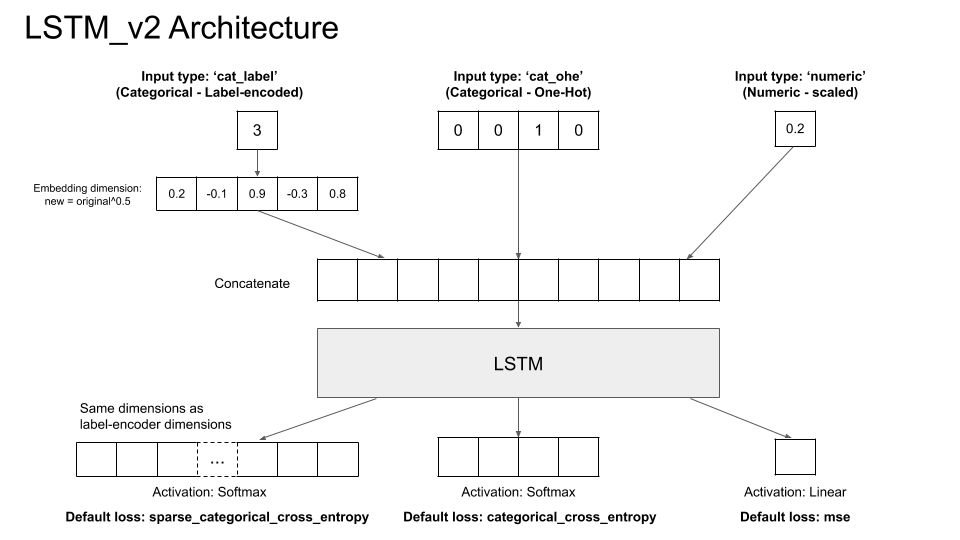 LSTM_v2 Architecture
Input type: ‘cat_label’
(Categorical - Label-encoded)
Input type: ‘cat_ohe’
(Categorical - One-Hot)
Input type: ‘numeric’
(Numeric - scaled)
3
0 0 1 0
0.2
Embedding dimension:
new = original^0.5
0.2 -0.1 0.9 -0.3 0.8
Concatenate
LSTM
Same dimensions as
label-encoder dimensions
...
Activation: Softmax
Default loss: sparse_categorical_cross_entropy
Activation: Softmax
Default loss: categorical_cross_entropy
Activation: Linear
Default loss: mse